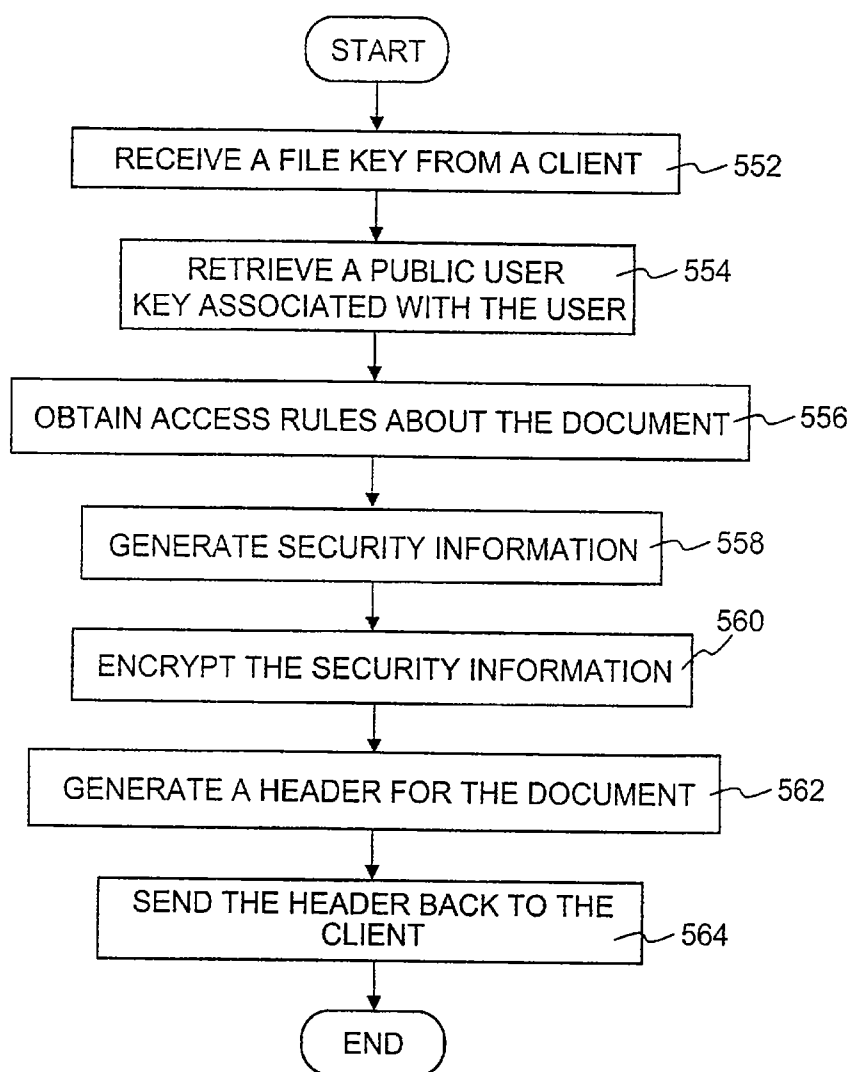 START
RECEIVE A FILE KEY FROM A CLIENT
552
RETRIEVE A PUBLIC USER
KEY ASSOCIATED WITH THE USER
554
OBTAIN ACCESS RULES ABOUT THE DOCUMENT
556
GENERATE SECURITY INFORMATION
558
ENCRYPT THE SECURITY INFORMATION
560
GENERATE A HEADER FOR THE DOCUMENT
562
SEND THE HEADER BACK TO THE
CLIENT
564
END